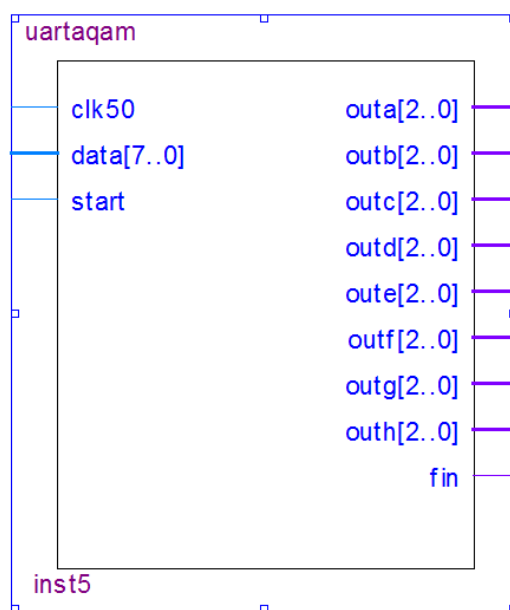 uartaqam
clk50
data[7..0]
start
outa[2..0]
outb[2..0]
outc[2..0]
outd[2..0]
oute[2..0]
outf[2..0]
outg[2..0]
outh[2..0]
fin
inst5